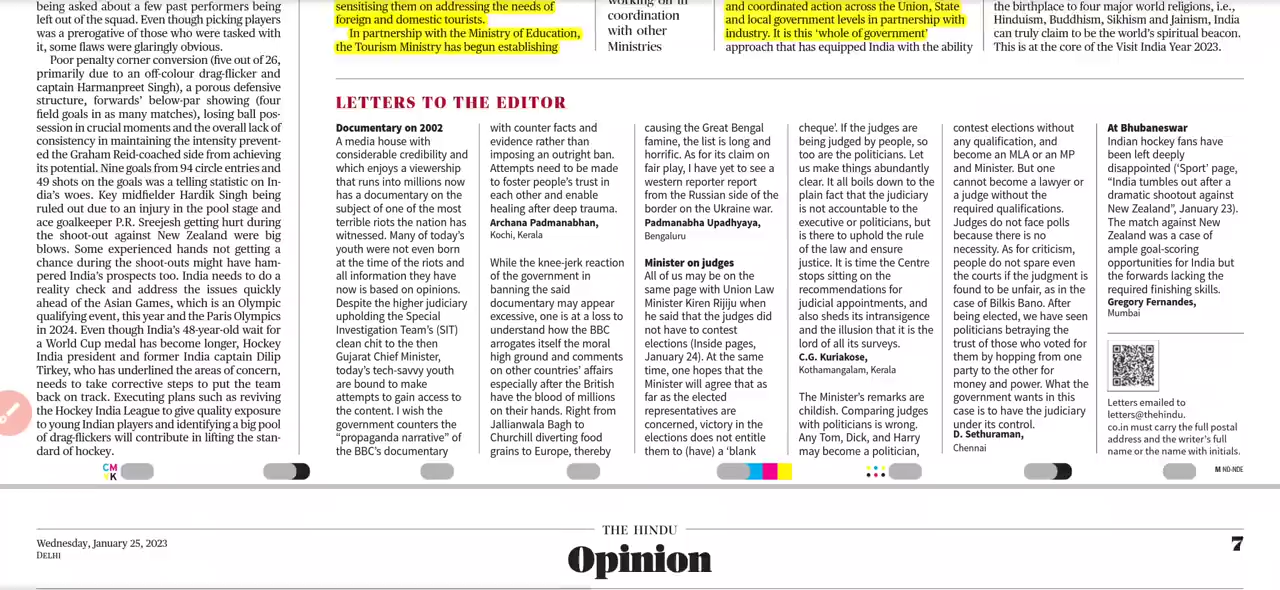 being asked about a few past performers being
left out of the squad. Even though picking players
was a prerogative of those who were tasked with
it, some flaws were glaringly obvious.
Poor penalty corner conversion (five out of 26,
primarily due to an off-colour drag-flicker and
captain Harmanpreet Singh), a porous defensive
structure, forwards' below-par showing (four
field goals in as many matches), losing ball pos-
session in crucial moments and the overall lack of
consistency in maintaining the intensity prevent-
ed the Graham Reid-coached side from achieving
its potential. Nine goals from 94 circle entries and
49 shots on the goals was a telling statistic on In-
dia's woes. Key midfielder Hardik Singh being
ruled out due to an injury in the pool stage and
ace goalkeeper P.R. Sreejesh getting hurt during
the shoot-out against New Zealand were big
blows. Some experienced hands not getting a
chance during the shoot-outs might have ham-
pered India's prospects too. India needs to do a
reality check and address the issues quickly
ahead of the Asian Games, which is an Olympic
qualifying event, this year and the Paris Olympics
in 2024. Even though India's 48-year-old wait for
a World Cup medal has become longer, Hockey
India president and former India captain Dilip
Tirkey, who has underlined the areas of concern,
needs to take corrective steps to put the team
back on track. Executing plans such as reviving
the Hockey India League to give quality exposure
to young Indian players and identifying a big pool
of drag-flickers will contribute in lifting the stan-
dard of hockey.
sensitising them on addressing the needs of
foreign and domestic tourists.
In partnership with the Ministry of Education,
the Tourism Ministry has begun establishing
working on in
coordination
with other
Ministries
and coordinated action across the Union, State
and local government levels in partnership with
industry. It is this 'whole of government'
approach that has equipped India with the ability
the birthplace to four major world religions, i.e.,
Hinduism, Buddhism, Sikhism and Jainism, India
can truly claim to be the world's spiritual beacon.
This is at the core of the Visit India Year 2023.
LETTERS TO THE EDITOR
Documentary on 2002
A media house with
considerable credibility and
which enjoys a viewership
that runs into millions now
has a documentary on the
subject of one of the most
terrible riots the nation has
witnessed. Many of today's
youth were not even born
at the time of the riots and
all information they have
now is based on opinions.
Despite the higher judiciary
upholding the Special
Investigation Team's (SIT)
clean chit to the then
Gujarat Chief Minister,
today's tech-savvy youth
are bound to make
attempts to gain access to
the content. I wish the
government counters the
"propaganda narrative" of
the BBC's documentary
with counter facts and
evidence rather than
imposing an outright ban.
Attempts need to be made
to foster people's trust in
each other and enable
healing after deep trauma.
Archana Padmanabhan,
Kochi, Kerala
While the knee-jerk reaction
of the government in
banning the said
documentary may appear
excessive, one is at a loss to
understand how the BBC
arrogates itself the moral
high ground and comments
on other countries' affairs
especially after the British
have the blood of millions
on their hands. Right from
Jallianwala Bagh to
Churchill diverting food
grains to Europe, thereby
causing the Great Bengal
famine, the list is long and
horrific. As for its claim on
fair play, I have yet to see a
western reporter report
from the Russian side of the
border on the Ukraine war.
Padmanabha Upadhyaya,
Bengaluru
Minister on judges
All of us may be on the
same page with Union Law
Minister Kiren Rijiju when
he said that the judges did
not have to contest
elections (Inside pages,
January 24). At the same
time, one hopes that the
Minister will agree that as
far as the elected
representatives are
concerned, victory in the
elections does not entitle
them to (have) a 'blank
cheque'. If the judges are
being judged by people, so
too are the politicians. Let
us make things abundantly
clear. It all boils down to the
plain fact that the judiciary
is not accountable to the
executive or politicians, but
is there to uphold the rule
of the law and ensure
justice. It is time the Centre
stops sitting on the
recommendations for
judicial appointments, and
also sheds its intransigence
and the illusion that it is the
lord of all its surveys.
C.G. Kuriakose,
Kothamangalam, Kerala
The Minister's remarks are
childish. Comparing judges
with politicians is wrong.
Any Tom, Dick, and Harry
may become a politician,
contest elections without
any qualification, and
become an MLA or an MP
and Minister. But one
cannot become a lawyer or
a judge without the
required qualifications.
Judges do not face polls
because there is no
necessity. As for criticism,
people do not spare even
the courts if the judgment is
found to be unfair, as in the
case of Bilkis Bano. After
being elected, we have seen
politicians betraying the
trust of those who voted for
them by hopping from one
party to the other for
money and power. What the
government wants in this
case is to have the judiciary
under its control.
D. Sethuraman,
Chennai
At Bhubaneswar
Indian hockey fans have
been left deeply
disappointed ('Sport' page,
"India tumbles out after a
dramatic shootout against
New Zealand", January 23).
The match against New
Zealand was a case of
ample goal-scoring
opportunities for India but
the forwards lacking the
required finishing skills.
Gregory Fernandes,
Mumbai
Letters emailed to
letters@thehindu.
co.in must carry the full postal
address and the writer's full
name or the name with initials.
CM
YK
M ND-NDE
Wednesday, January 25, 2023
DELHI
THE HINDU
Opinion
7